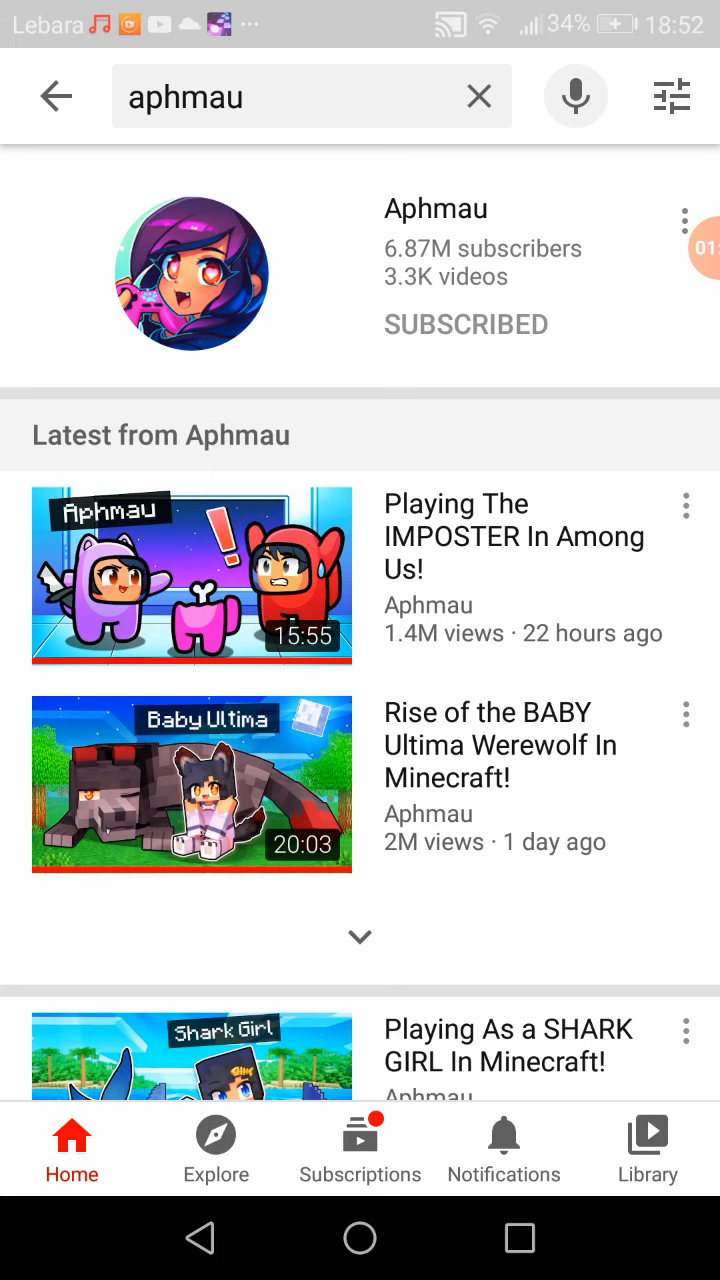 Lebara 34% 18:52
aphmau
Aphmau
6.87M subscribers
3.3K videos
01:
SUBSCRIBED
Latest from Aphmau
Aphmau
15:55
Playing The
IMPOSTER In Among
Us!
Aphmau
1.4M views · 22 hours ago
Baby Ultima
20:03
Rise of the BABY
Ultima Werewolf In
Minecraft!
Aphmau
2M views · 1 day ago
Shark Girl
Playing As a SHARK
GIRL In Minecraft!
Aphmau
Home
Explore
Subscriptions
Notifications
Library